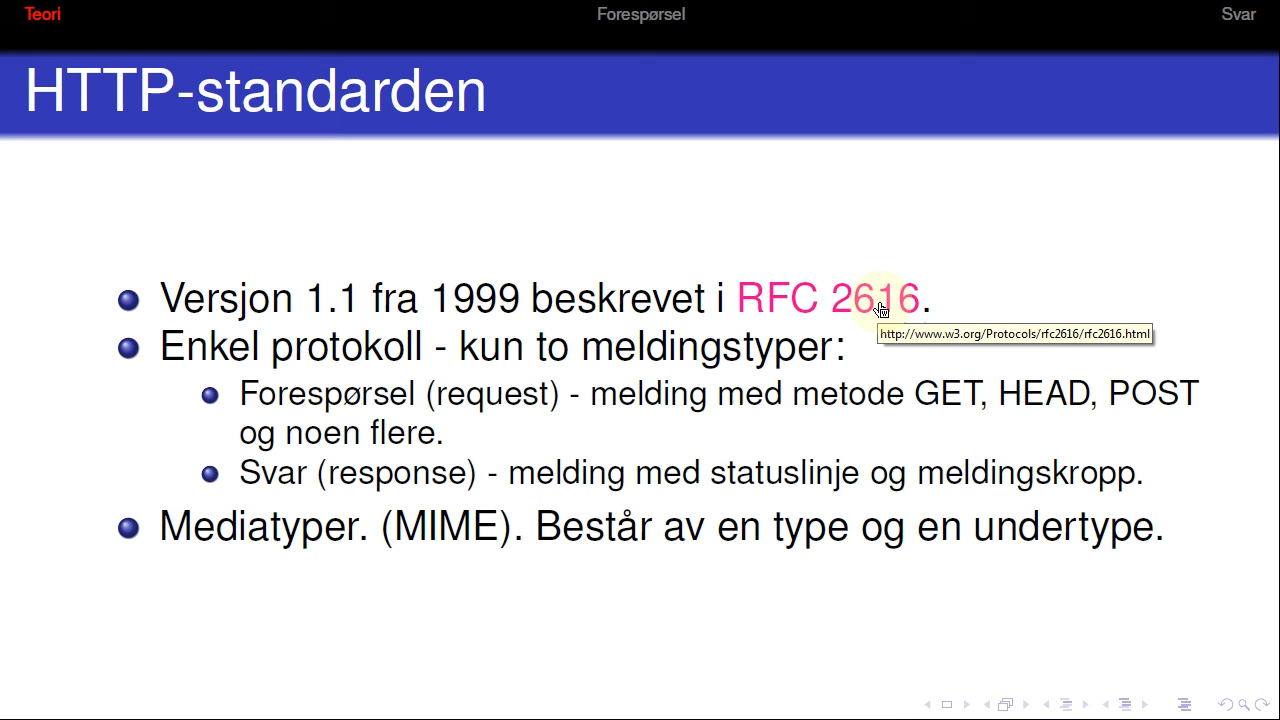 Teori Forespørsel Svar
HTTP-standarden
Versjon 1.1 fra 1999 beskrevet i RFC 2616.
http://www.w3.org/Protocols/rfc2616/rfc2616.html
Enkel protokoll - kun to meldingstyper:
Forespørsel (request) - melding med metode GET, HEAD, POST
og noen flere.
Svar (response) - melding med statuslinje og meldingskropp.
Mediatyper. (MIME). Består av en type og en undertype.